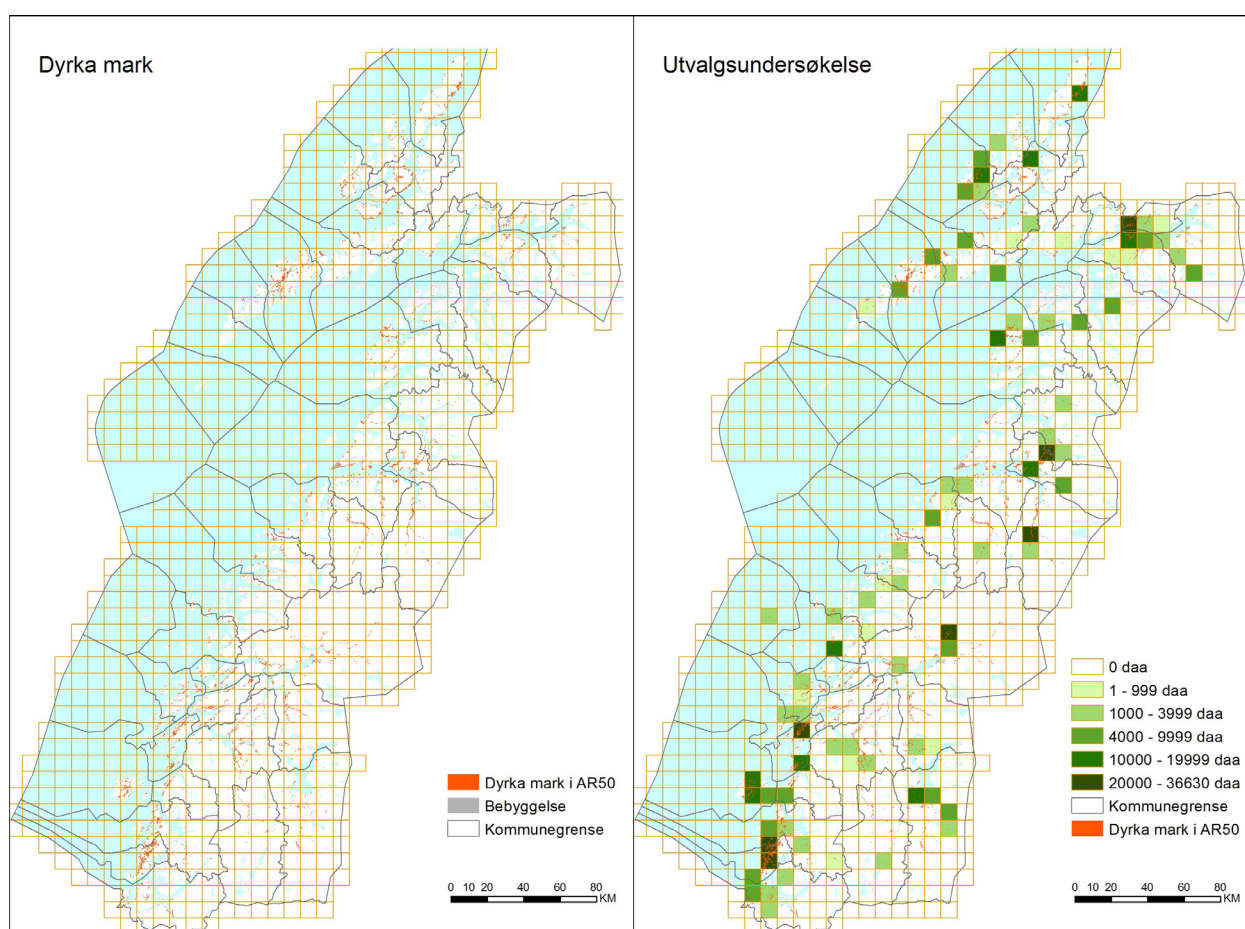 Dyrka mark
Dyrka mark i AR50
Bebyggelse
Kommunegrense
0 10 20 40 60 80
KM
Utvalgsundersøkelse
0 daa
1 - 999 daa
1000 - 3999 daa
4000 - 9999 daa
10000 - 19999 daa
20000 - 36630 daa
Kommunegrense
Dyrka mark i AR50
0 10 20 40 60 80
KM